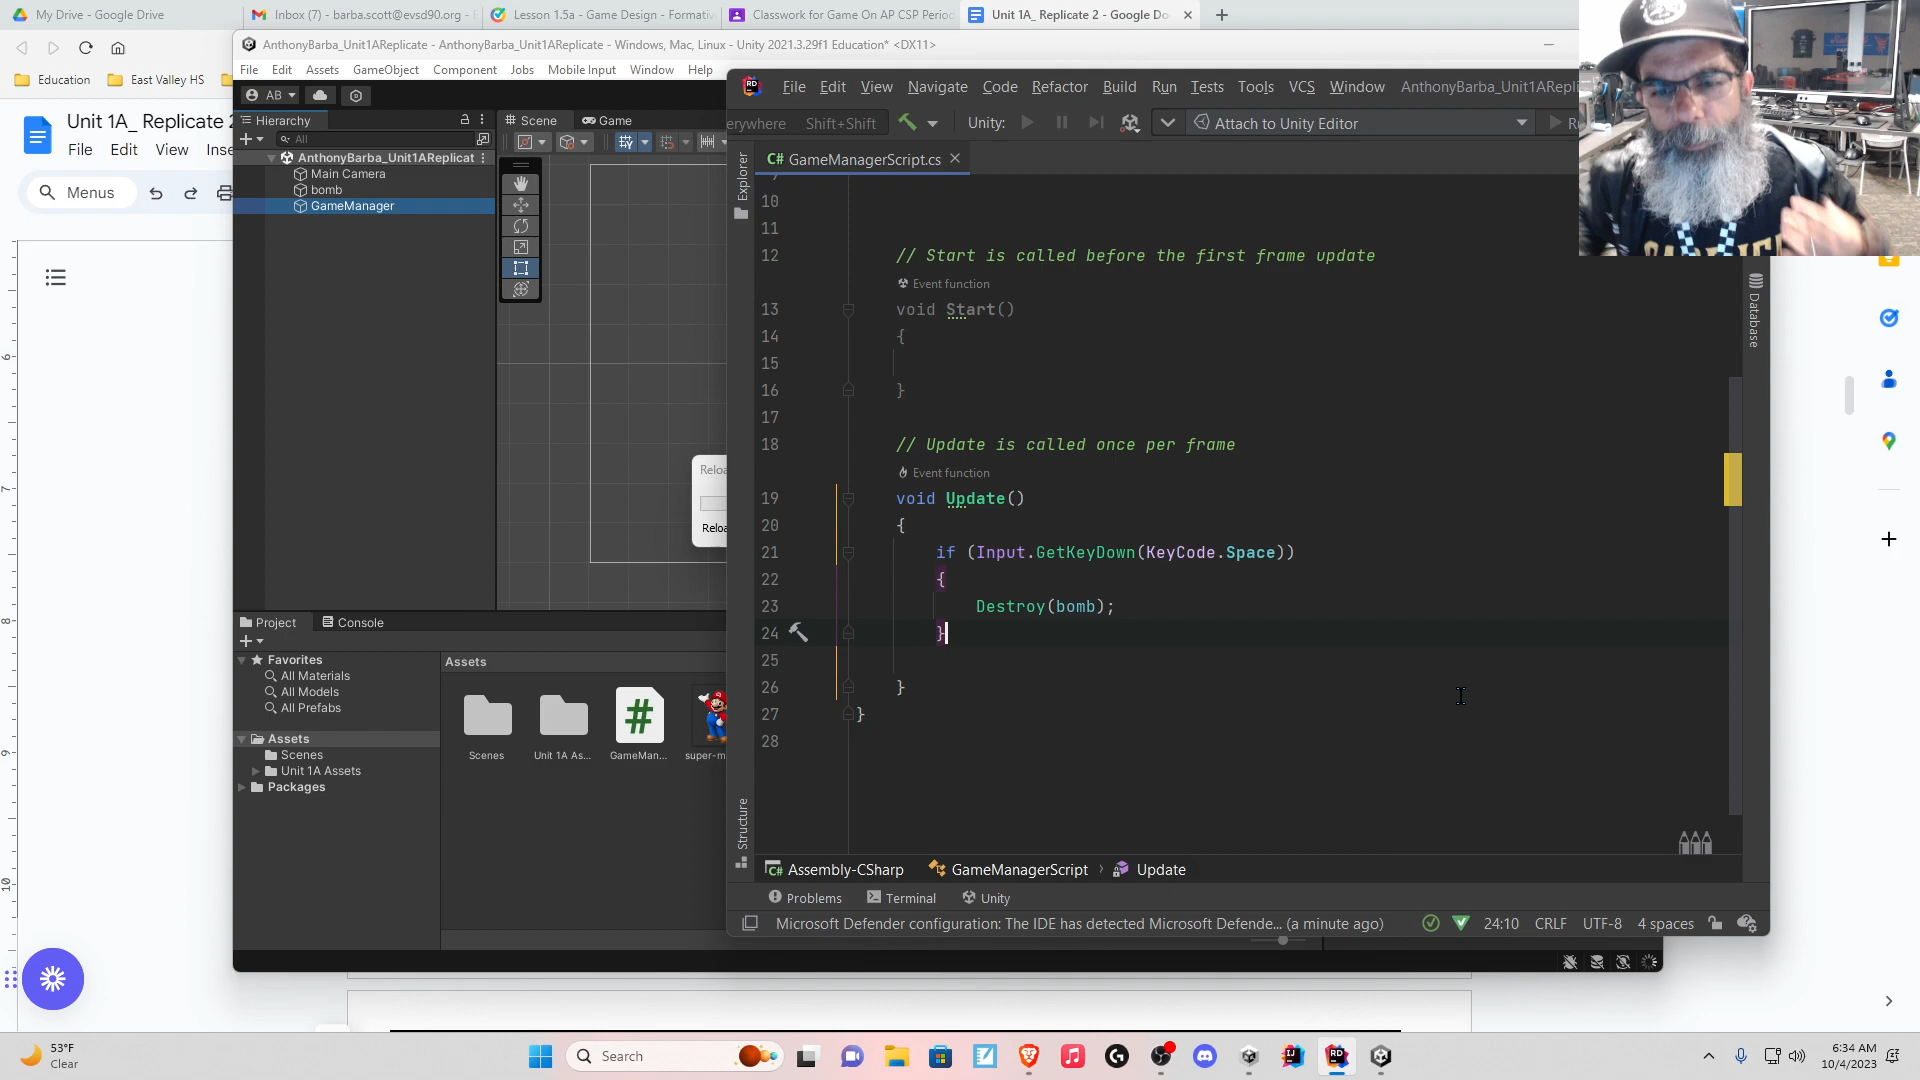 My Drive - Google Drive
Inbox (7) - barba.scott@evsd90.org - E
Lesson 1.5a - Game Design - Formativ
Classwork for Game On AP CSP Perio
Unit 1A_ Replicate 2 - Google Do
Education
East Valley HS
AnthonyBarba_Unit1AReplicate - AnthonyBarba_Unit1AReplicate - Windows, Mac, Linux - Unity 2021.3.29f1 Education* <DX11>
File Edit Assets GameObject Component Jobs Mobile Input Window Help
File Edit View Navigate Code Refactor Build Run Tests Tools VCS Window AnthonyBarba_Unit1ARepli
AB
Unit 1A_ Replicate 2
File Edit View Inse
Menus
Hierarchy
All
AnthonyBarba_Unit1AReplicat
Main Camera
bomb
GameManager
Scene
Game
erywhere Shift+Shift
Unity:
Attach to Unity Editor
C# GameManagerScript.cs
Explorer
Database
Structure
10
11
12 // Start is called before the first frame update
Event function
13 void Start()
14 {
15
16 }
17
18 // Update is called once per frame
Event function
19 void Update()
20 {
21 if (Input.GetKeyDown(KeyCode.Space))
22 {
23 Destroy(bomb);
24 }
25
26 }
27 }
28
Reloa
Reloa
6
7
8
9
10
Project
Console
Favorites
All Materials
All Models
All Prefabs
Assets
Scenes
Unit 1A Assets
Packages
Assets
Scenes
Unit 1A As...
GameMan...
super-m
C# Assembly-CSharp
GameManagerScript
Update
Problems
Terminal
Unity
Microsoft Defender configuration: The IDE has detected Microsoft Defende... (a minute ago)
24:10 CRLF UTF-8 4 spaces
53°F
Clear
Search
6:34 AM
10/4/2023